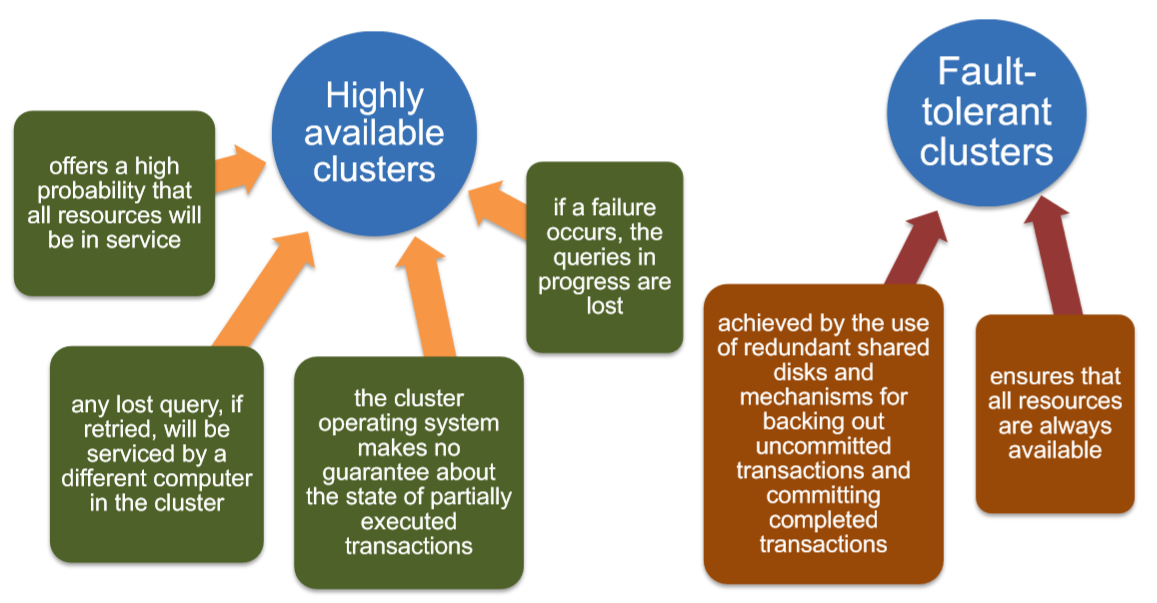 Highly
available
clusters
offers a high
probability that
all resources will
be in service
any lost query, if
retried, will be
serviced by a
different computer
in the cluster
the cluster
operating system
makes no
guarantee about
the state of partially
executed
transactions
if a failure
occurs, the
queries in
progress are
lost
Fault-
tolerant
clusters
achieved by the use
of redundant shared
disks and
mechanisms for
backing out
uncommitted
transactions and
committing
completed
transactions
ensures that
all resources
are always
available